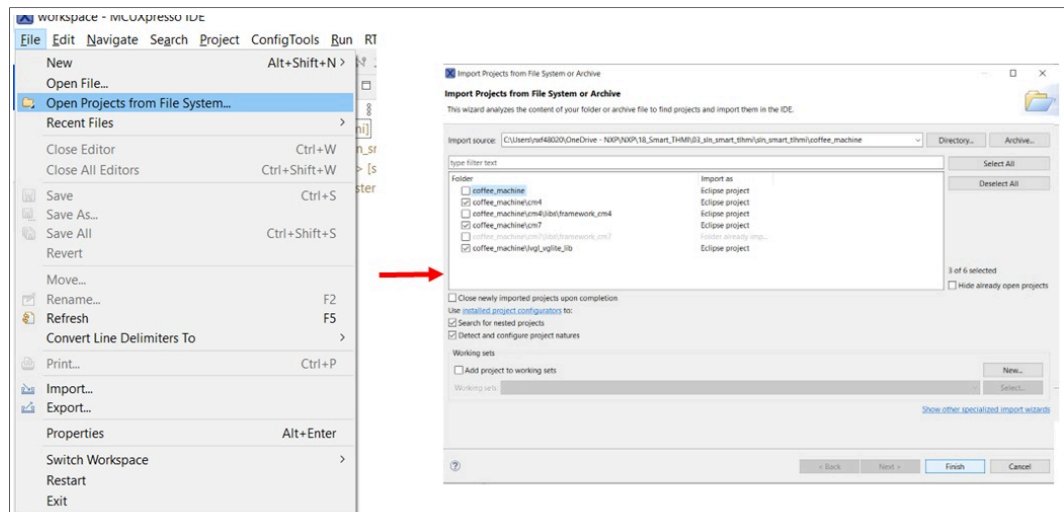 workspace - MCUXpresso IDE
File Edit Navigate Search Project ConfigTools Run RT
New Alt+Shift+N >
Open File...
Open Projects from File System...
Recent Files >
Close Editor Ctrl+W
Close All Editors Ctrl+Shift+W
Save Ctrl+S
Save As...
Save All Ctrl+Shift+S
Revert
Move...
Rename... F2
Refresh F5
Convert Line Delimiters To >
Print... Ctrl+P
Import...
Export...
Properties Alt+Enter
Switch Workspace >
Restart
Exit
Import Projects from File System or Archive
Import Projects from File System or Archive
This wizard analyzes the content of your folder or archive file to find projects and import them in the IDE.
Import source: C:\Users\nxf48020\OneDrive - NXP\NXP\18_Smart_THMI\03_sln_smart_tlhmi\sln_smart_tlhmi\coffee_machine Directory... Archive...
type filter text Select All
Folder Import as Deselect All
coffee_machine Eclipse project
coffee_machine\cm4 Eclipse project
coffee_machine\cm4\libs\framework_cm4 Eclipse project
coffee_machine\cm7 Eclipse project
coffee_machine\cm7\libs\framework_cm7 Folder already imp...
coffee_machine\lvgl_vglite_lib Eclipse project
3 of 6 selected
Hide already open projects
Close newly imported projects upon completion
Use installed project configurators to:
Search for nested projects
Detect and configure project natures
Working sets
Add project to working sets New...
Working sets: Select...
Show other specialized import wizards
? < Back Next > Finish Cancel